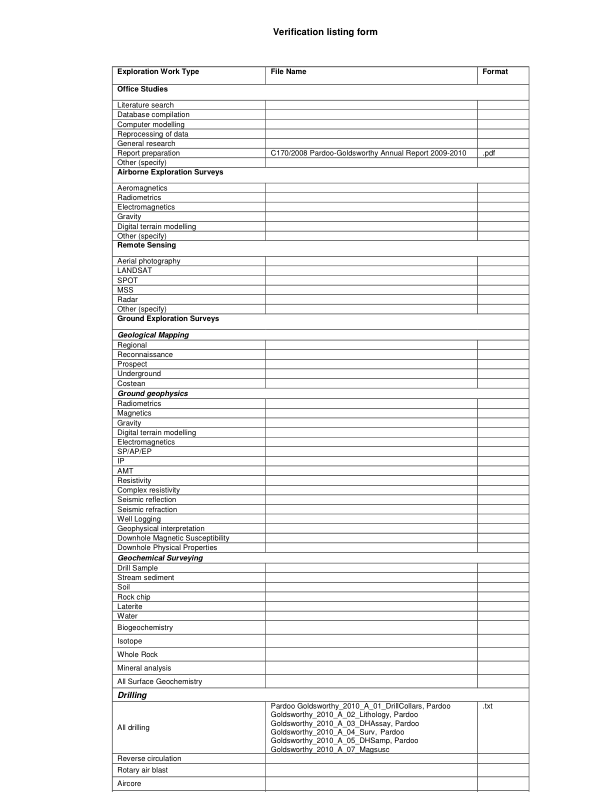 Verification listing form
Exploration Work Type File Name Format
Office Studies
Literature search
Database compilation
Computer modelling
Reprocessing of data
General research
Report preparation C170/2008 Pardoo-Goldsworthy Annual Report 2009-2010 .pdf
Other (specify)
Airborne Exploration Surveys
Aeromagnetics
Radiometrics
Electromagnetics
Gravity
Digital terrain modelling
Other (specify)
Remote Sensing
Aerial photography
LANDSAT
SPOT
MSS
Radar
Other (specify)
Ground Exploration Surveys
Geological Mapping
Regional
Reconnaissance
Prospect
Underground
Costean
Ground geophysics
Radiometrics
Magnetics
Gravity
Digital terrain modelling
Electromagnetics
SP/AP/EP
IP
AMT
Resistivity
Complex resistivity
Seismic reflection
Seismic refraction
Well Logging
Geophysical interpretation
Downhole Magnetic Susceptibility
Downhole Physical Properties
Geochemical Surveying
Drill Sample
Stream sediment
Soil
Rock chip
Laterite
Water
Biogeochemistry
Isotope
Whole Rock
Mineral analysis
All Surface Geochemistry
Drilling
All drilling
Pardoo Goldsworthy_2010_A_01_DrillCollars, Pardoo .txt
Goldsworthy_2010_A_02_Lithology, Pardoo
Goldsworthy_2010_A_03_DHAssay, Pardoo
Goldsworthy_2010_A_04_Surv, Pardoo
Goldsworthy_2010_A_05_DHSamp, Pardoo
Goldsworthy_2010_A_07_Magsusc
Reverse circulation
Rotary air blast
Aircore